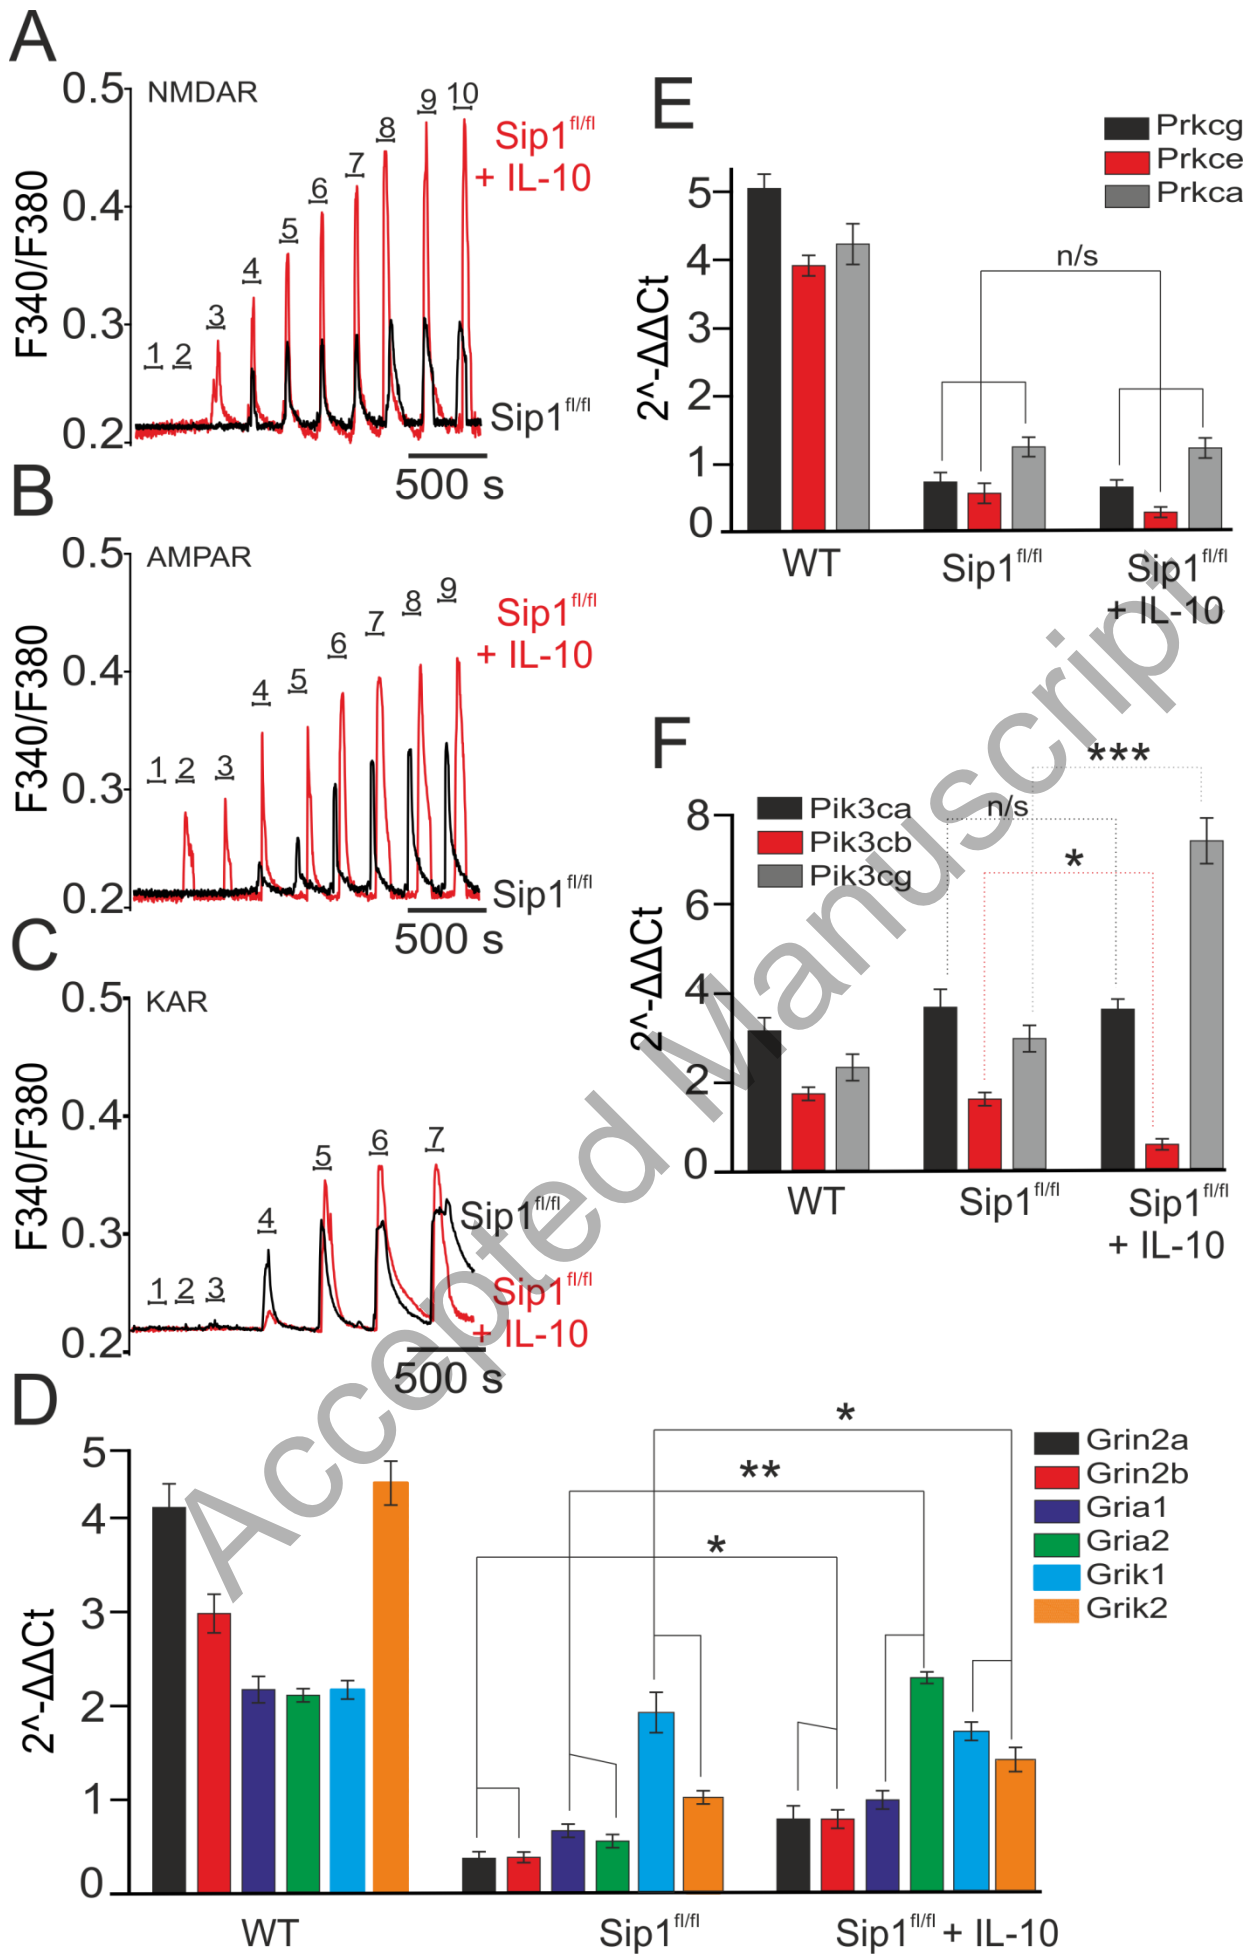 A
NMDAR
0.5
0.4
0.3
0.2
F340/F380
1 2 3 4 5 6 7 8 9 10
Sip1fl/fl
+ IL-10
Sip1fl/fl
500 s
B
AMPAR
0.5
0.4
0.3
0.2
F340/F380
1 2 3 4 5 6 7 8 9
Sip1fl/fl
+ IL-10
Sip1fl/fl
500 s
C
KAR
0.5
0.4
0.3
0.2
F340/F380
1 2 3 4 5 6 7
Sip1fl/fl
Sip1fl/fl
+ IL-10
500 s
D
5
4
3
2
1
0
2^-ΔΔCt
*
**
*
Grin2a
Grin2b
Gria1
Gria2
Grik1
Grik2
WT
Sip1fl/fl
Sip1fl/fl + IL-10
E
Prkcg
Prkce
Prkca
5
4
3
2
1
0
2^-ΔΔCt
n/s
WT
Sip1fl/fl
Sip1fl/fl
+ IL-10
F
Pik3ca
Pik3cb
Pik3cg
8
6
4
2
0
2^-ΔΔCt
n/s
*
***
WT
Sip1fl/fl
Sip1fl/fl
+ IL-10
Accepted Manuscript